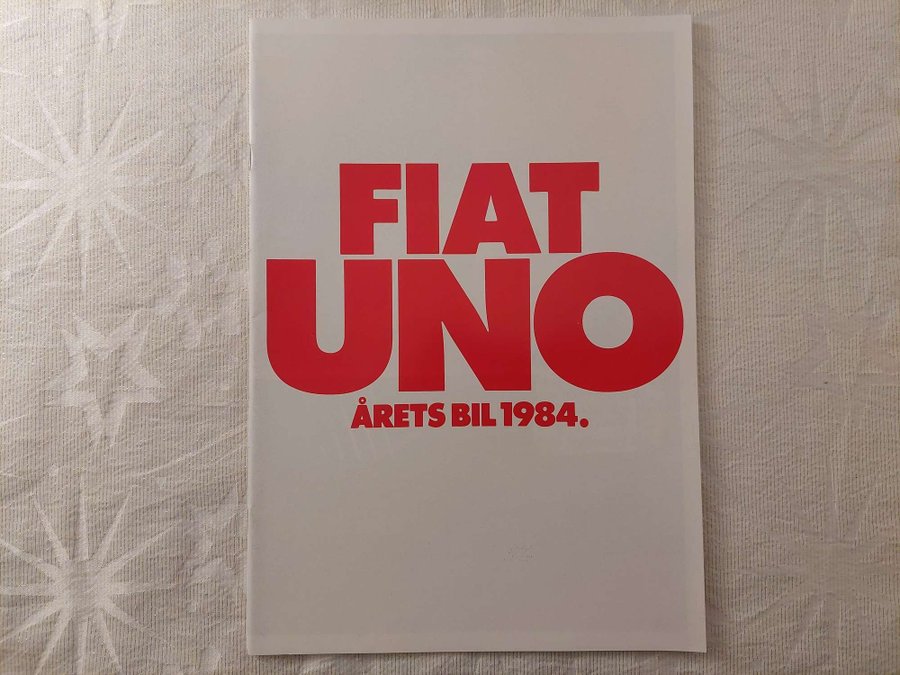 FIAT
UNO
ÅRETS BIL 1984.